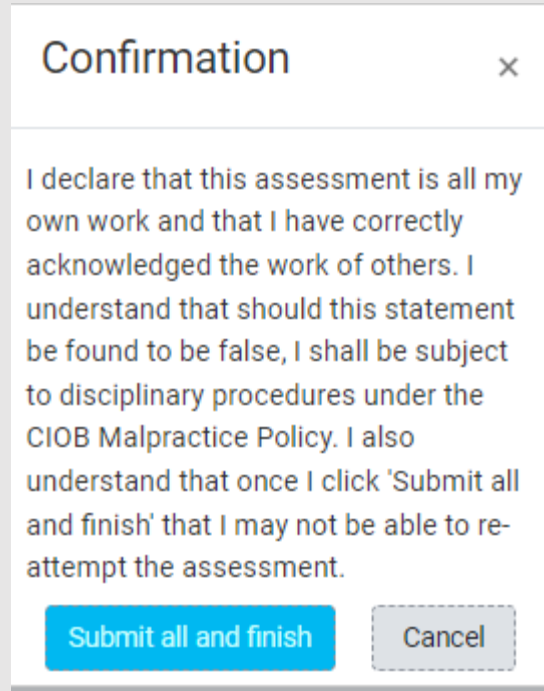 Confirmation
×
I declare that this assessment is all my
own work and that I have correctly
acknowledged the work of others. I
understand that should this statement
be found to be false, I shall be subject
to disciplinary procedures under the
CIOB Malpractice Policy. I also
understand that once I click 'Submit all
and finish' that I may not be able to re-
attempt the assessment.
Submit all and finish
Cancel